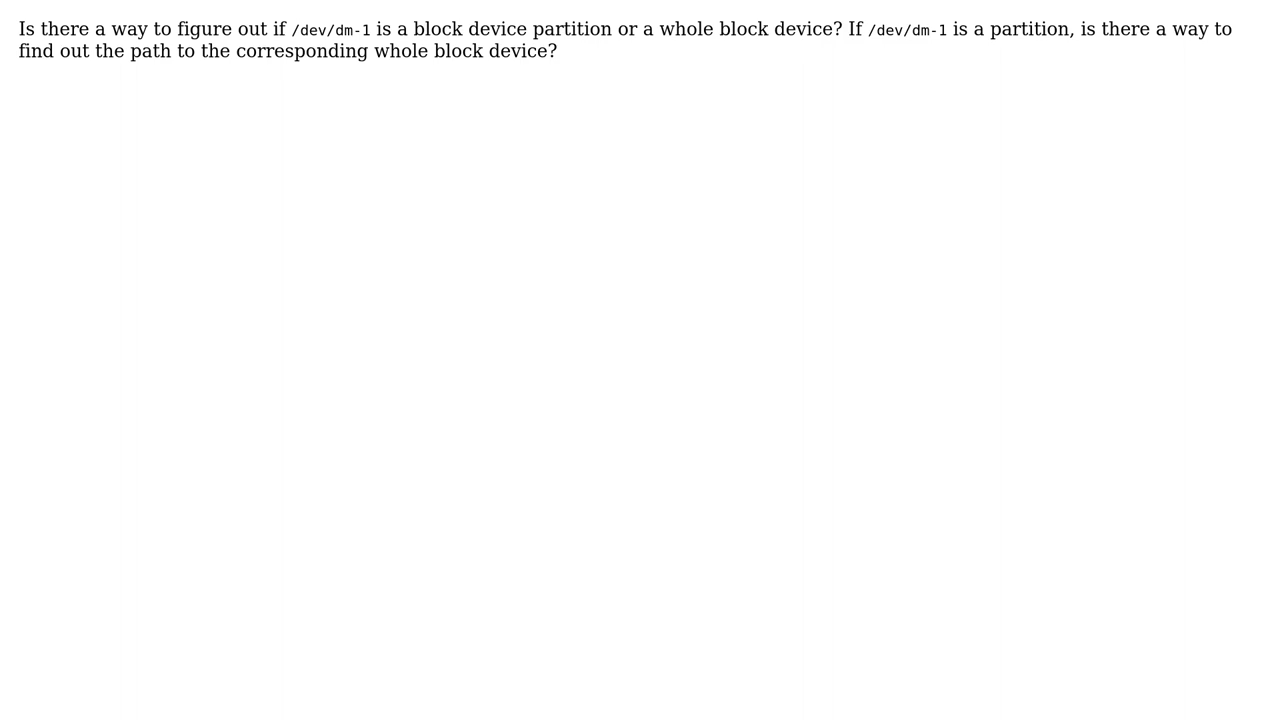 Is there a way to figure out if /dev/dm-1 is a block device partition or a whole block device? If /dev/dm-1 is a partition, is there a way to
find out the path to the corresponding whole block device?